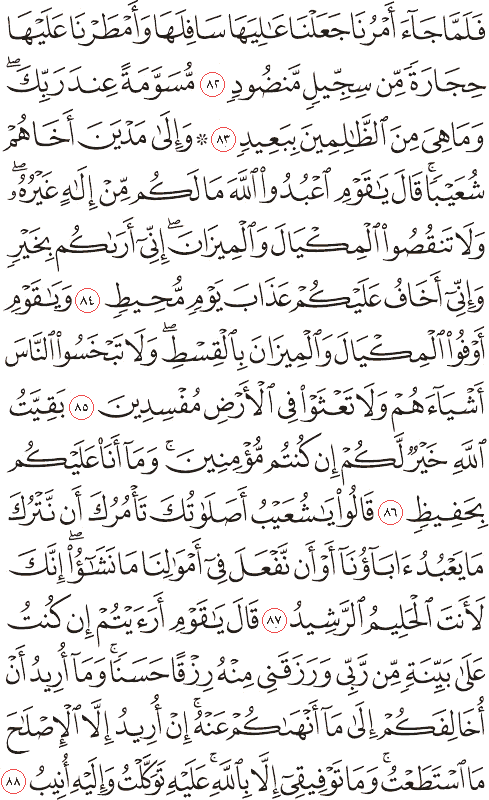 فَلَمَّا جَآءَ أَمْرُنَا جَعَلْنَا عَـٰلِيَهَا سَافِلَهَا وَأَمْطَرْنَا عَلَيْهَا
حِجَارَةً مِّن سِجِّيلٍ مَّنضُودٍ ٨٢ مُّسَوَّمَةً عِندَ رَبِّكَ ۖ
وَمَا هِىَ مِنَ ٱلظَّـٰلِمِينَ بِبَعِيدٍ ٨٣ ۞ وَإِلَىٰ مَدْيَنَ أَخَاهُمْ
شُعَيْبًا ۚ قَالَ يَـٰقَوْمِ ٱعْبُدُوا۟ ٱللَّهَ مَا لَكُم مِّنْ إِلَـٰهٍ غَيْرُهُۥ ۖ
وَلَا تَنقُصُوا۟ ٱلْمِكْيَالَ وَٱلْمِيزَانَ ۖ إِنِّىٓ أَرَىٰكُم بِخَيْرٍ
وَإِنِّىٓ أَخَافُ عَلَيْكُمْ عَذَابَ يَوْمٍ مُّحِيطٍ ٨٤ وَيَـٰقَوْمِ
أَوْفُوا۟ ٱلْمِكْيَالَ وَٱلْمِيزَانَ بِٱلْقِسْطِ ۖ وَلَا تَبْخَسُوا۟ ٱلنَّاسَ
أَشْيَآءَهُمْ وَلَا تَعْثَوْا۟ فِى ٱلْأَرْضِ مُفْسِدِينَ ٨٥ بَقِيَّتُ
ٱللَّهِ خَيْرٌ لَّكُمْ إِن كُنتُم مُّؤْمِنِينَ ۚ وَمَآ أَنَا۠ عَلَيْكُم
بِحَفِيظٍ ٨٦ قَالُوا۟ يَـٰشُعَيْبُ أَصَلَوٰتُكَ تَأْمُرُكَ أَن نَّتْرُكَ
مَا يَعْبُدُ ءَابَآؤُنَآ أَوْ أَن نَّفْعَلَ فِىٓ أَمْوَٰلِنَا مَا نَشَـٰٓؤُا۟ ۖ إِنَّكَ
لَأَنتَ ٱلْحَلِيمُ ٱلرَّشِيدُ ٨٧ قَالَ يَـٰقَوْمِ أَرَءَيْتُمْ إِن كُنتُ
عَلَىٰ بَيِّنَةٍ مِّن رَّبِّى وَرَزَقَنِى مِنْهُ رِزْقًا حَسَنًا ۚ وَمَآ أُرِيدُ أَنْ
أُخَالِفَكُمْ إِلَىٰ مَآ أَنْهَىٰكُمْ عَنْهُ ۚ إِنْ أُرِيدُ إِلَّا ٱلْإِصْلَـٰحَ
مَا ٱسْتَطَعْتُ ۚ وَمَا تَوْفِيقِىٓ إِلَّا بِٱللَّهِ ۚ عَلَيْهِ تَوَكَّلْتُ وَإِلَيْهِ أُنِيبُ ٨٨